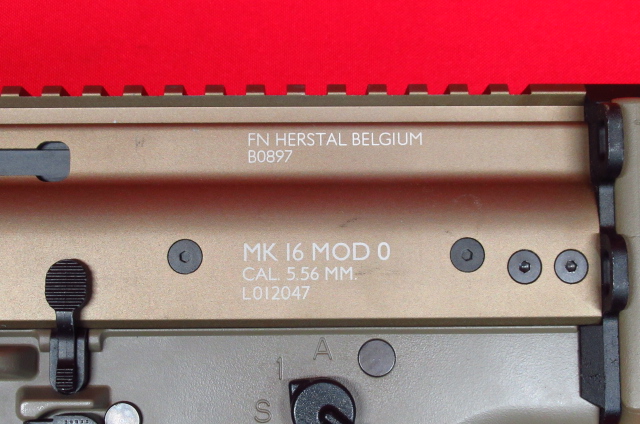 FN HERSTAL BELGIUM
B0897
MK 16 MOD 0
CAL. 5.56 MM.
L012047
A
1
S